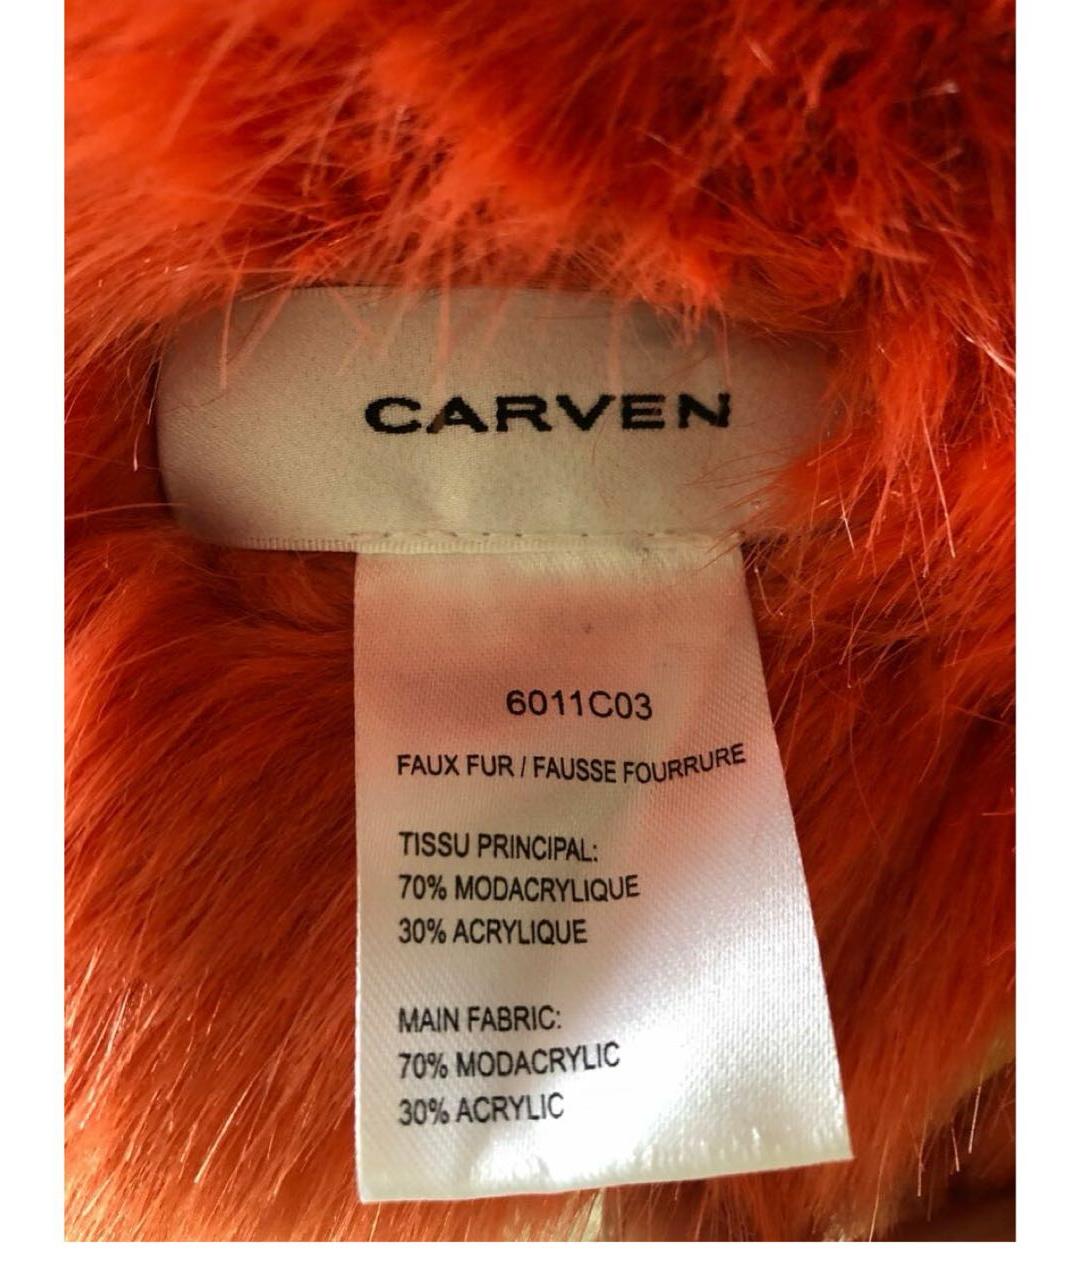 CARVEN
6011C03
FAUX FUR / FAUSSE FOURRURE
TISSU PRINCIPAL:
70% MODACRYLIQUE
30% ACRYLIQUE
MAIN FABRIC:
70% MODACRYLIC
30% ACRYLIC